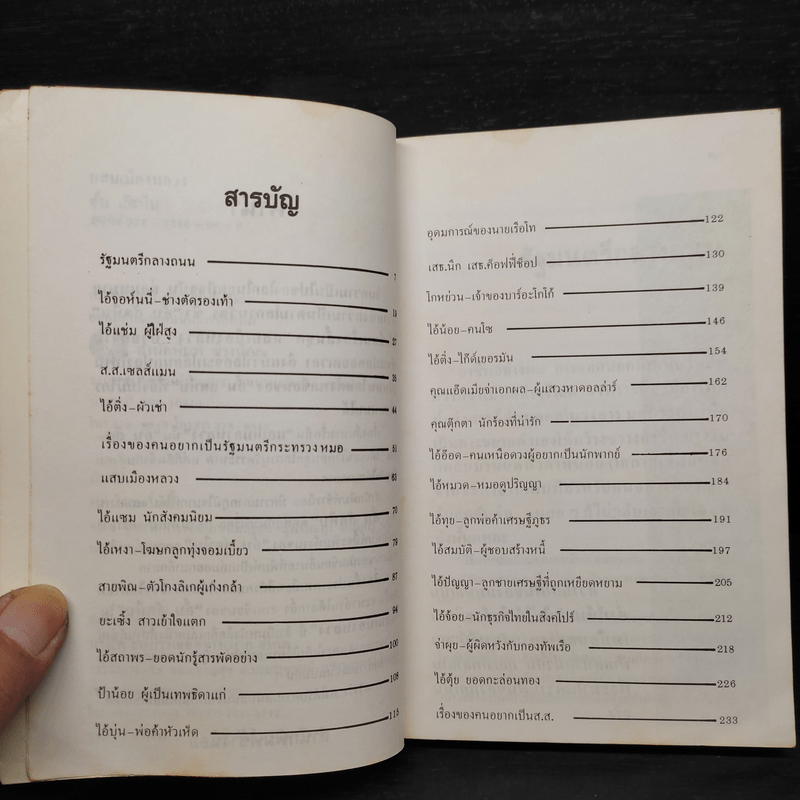 สารบัญ
รัฐมนตรีกลางถนน 7
ไอ้จอห์นนี่-ช่างตัดรองเท้า 19
ไอ้แช่ม ผู้ใฝ่สูง 27
ส.ส.เซลส์แมน 35
ไอ้ติ่ง-ผัวเช่า 44
เรื่องของคนอยากเป็นรัฐมนตรีกระทรวงหมอ 51
แสบเมืองหลวง 63
ไอ้แซม นักสังคมนิยม 70
ไอ้เหงา-โฆษกลูกทุ่งจอมเบี้ยว 78
สายพิณ-ตัวโกงลิเกผู้เก่งกล้า 87
ยะเซิ้ง สาวเย้าใจแตก 94
ไอ้สถาพร-ยอดนักรู้สารพัดอย่าง 100
ป้าน้อย ผู้เป็นเทพธิดาแก่ 108
ไอ้บุ่น-พ่อค้าหัวเห็ด 115
อุดมการณ์ของนายเรือโท 122
เสธ.นิก เสธ.ค๊อฟฟี่ช็อป 130
โกหย่วน-เจ้าของบาร์อะโกโก้ 139
ไอ้น้อย-คนโซ 146
ไอ้ติ่ง-ไก๊ด์เยอรมัน 154
คุณแอ๊ดเมียจ่าเอกผล-ผู้แสวงหาดอลล่าร์ 162
คุณตุ๊กตา นักร้องที่น่ารัก 170
ไอ้อ๊อด-คนเหนือดวงผู้อยากเป็นนักพากย์ 176
ไอ้หมวด-หมอดูปริญญา 184
ไอ้ทุย-ลูกพ่อค้าเศรษฐีภูธร 191
ไอ้สมบัติ-ผู้ชอบสร้างหนี้ 197
ไอ้ปัญญา-ลูกชายเศรษฐีที่ถูกเหยียดหยาม 205
ไอ้จ้อย-นักธุรกิจไทยในสิงคโปร์ 212
จ่าผุย-ผู้ผิดหวังกับกองทัพเรือ 218
ไอ้ตุ้ย ยอดกะล่อนทอง 226
เรื่องของคนอยากเป็นส.ส. 233